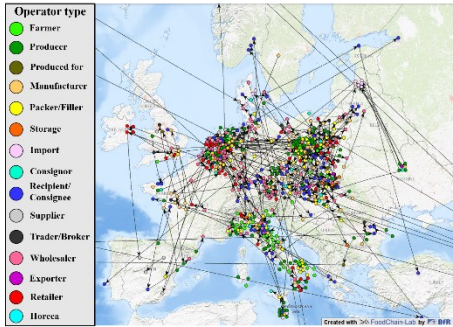 Operator type
Farmer
Producer
Produced for
Manufacturer
Packer/Filler
Storage
Import
Consignor
Recipient/
Consignee
Supplier
Trader/Broker
Wholesaler
Exporter
Retailer
Horeca
Created with FoodChain-Lab by BfR